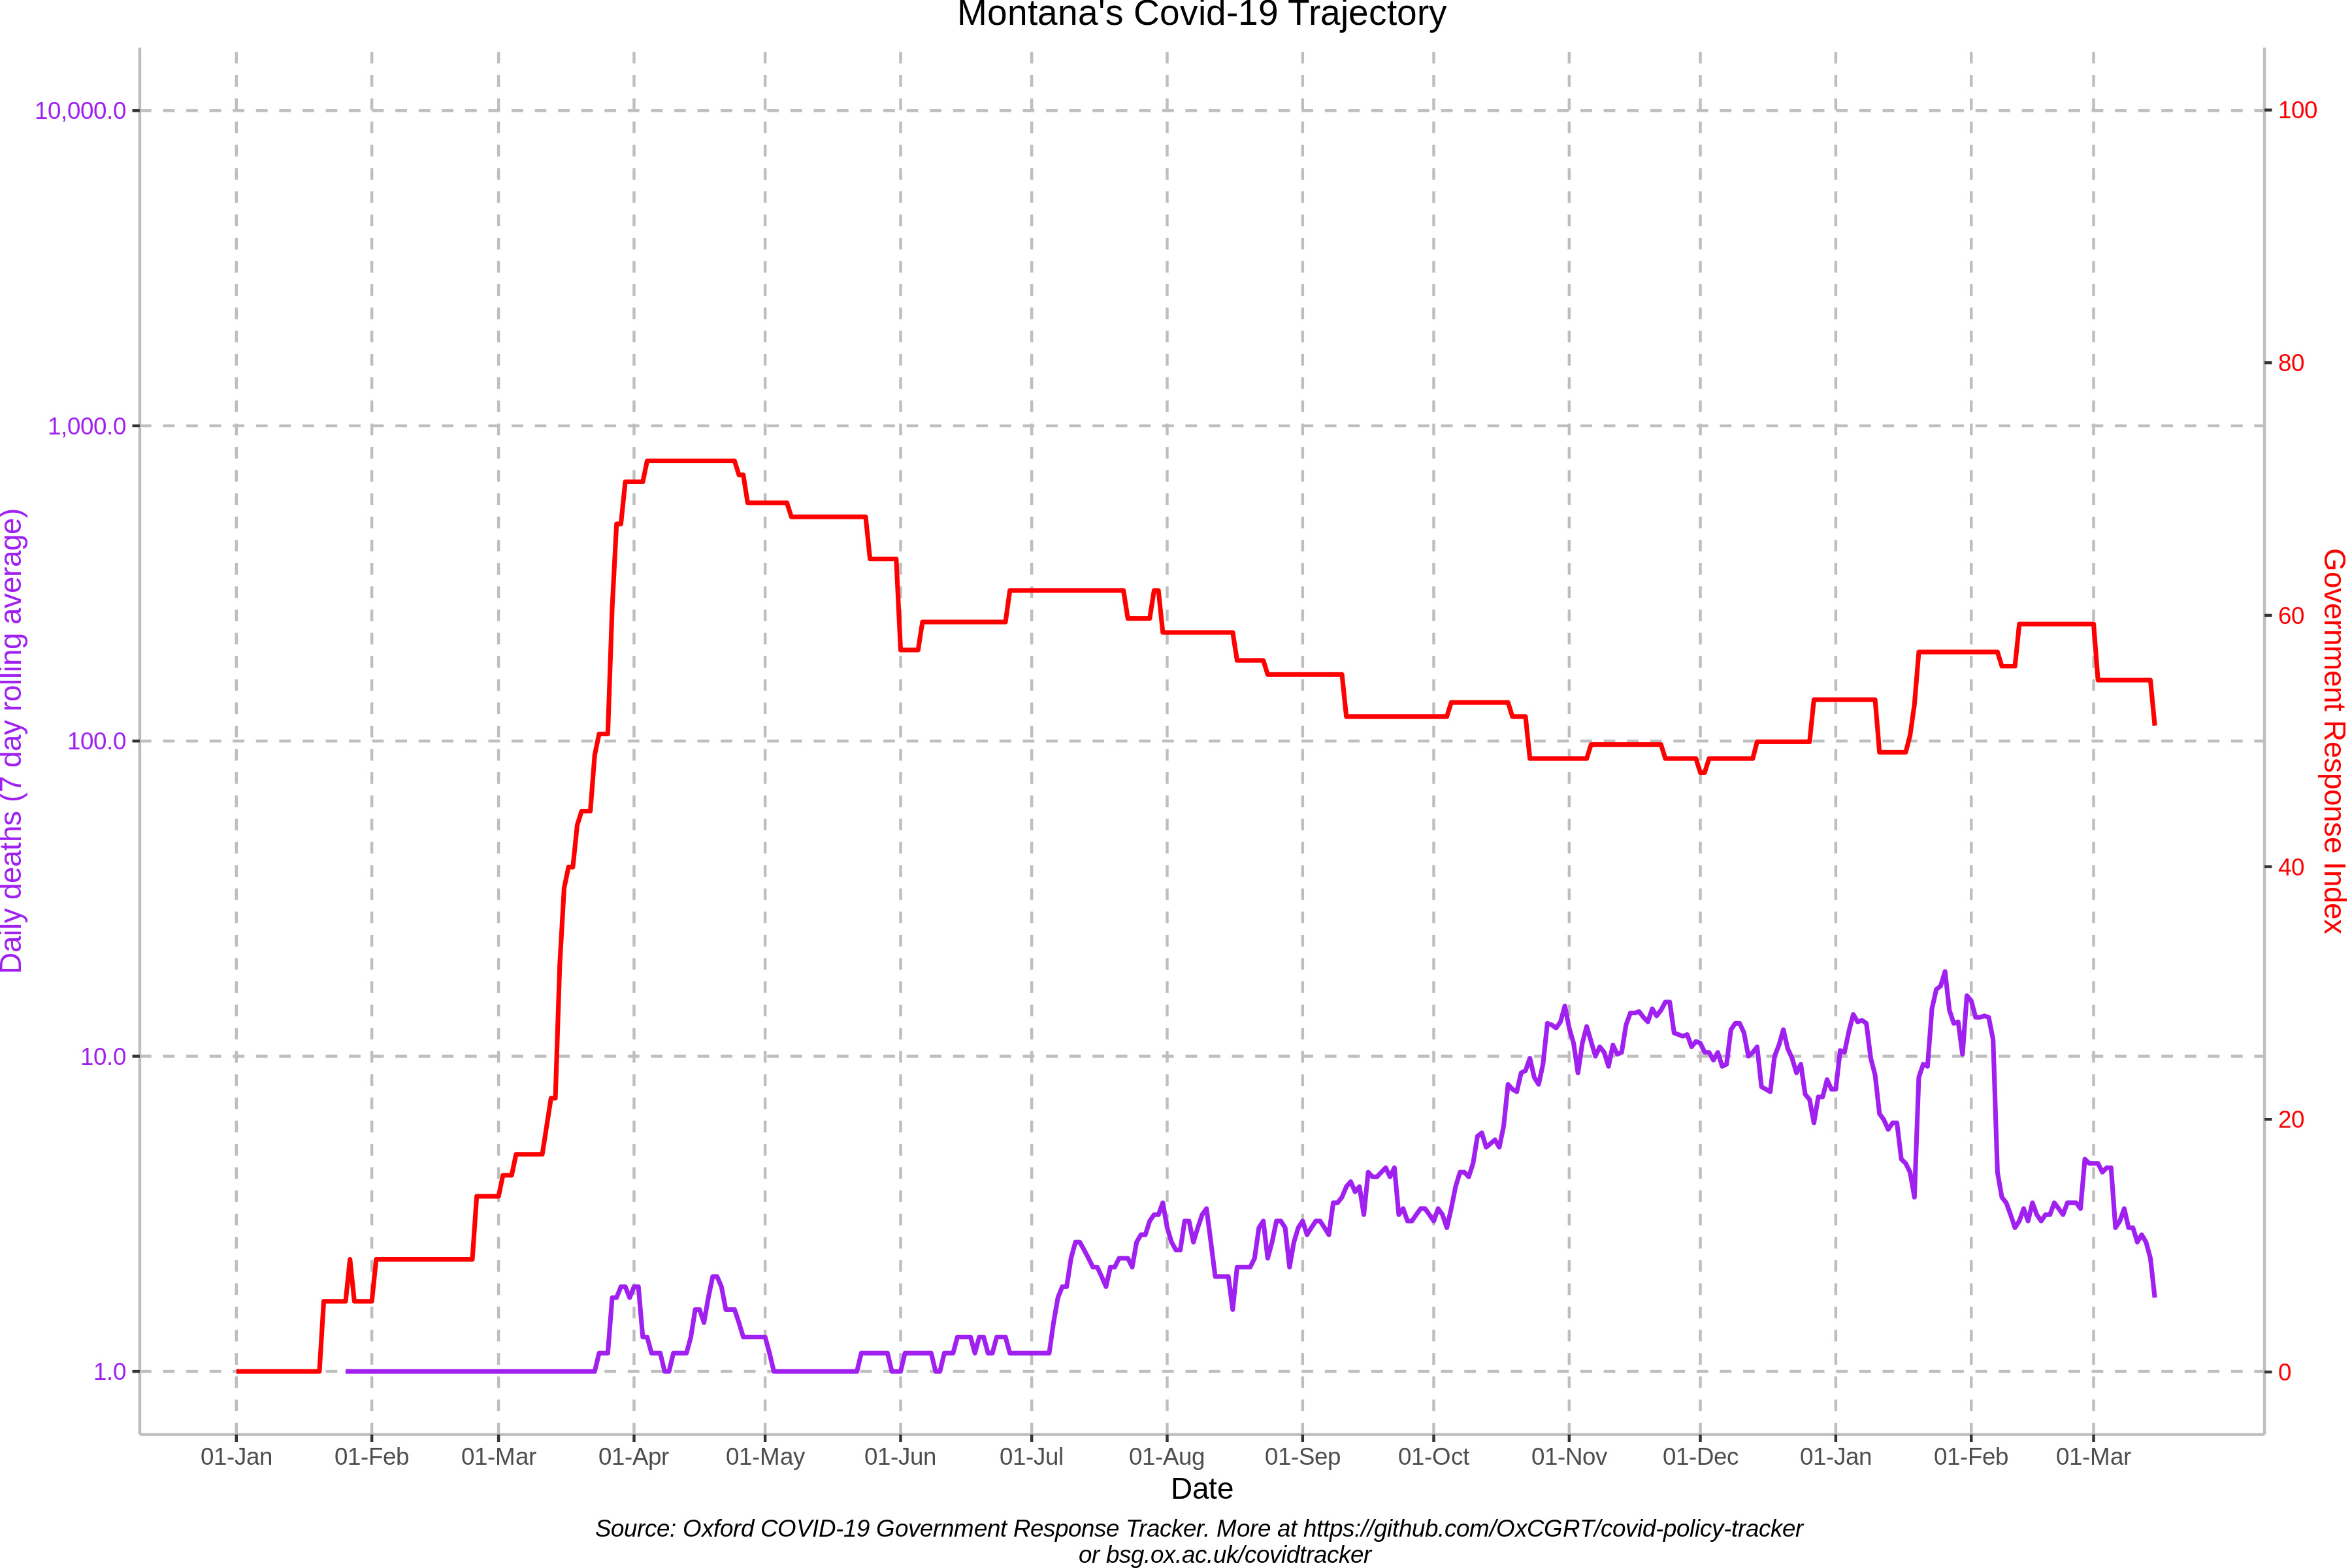 Montana's Covid-19 Trajectory
10,000.0
1,000.0
100.0
10.0
1.0
Daily deaths (7 day rolling average)
100
80
60
40
20
0
Government Response Index
01-Jan 01-Feb 01-Mar 01-Apr 01-May 01-Jun 01-Jul 01-Aug 01-Sep 01-Oct 01-Nov 01-Dec 01-Jan 01-Feb 01-Mar
Date
Source: Oxford COVID-19 Government Response Tracker. More at https://github.com/OxCGRT/covid-policy-tracker
or bsg.ox.ac.uk/covidtracker